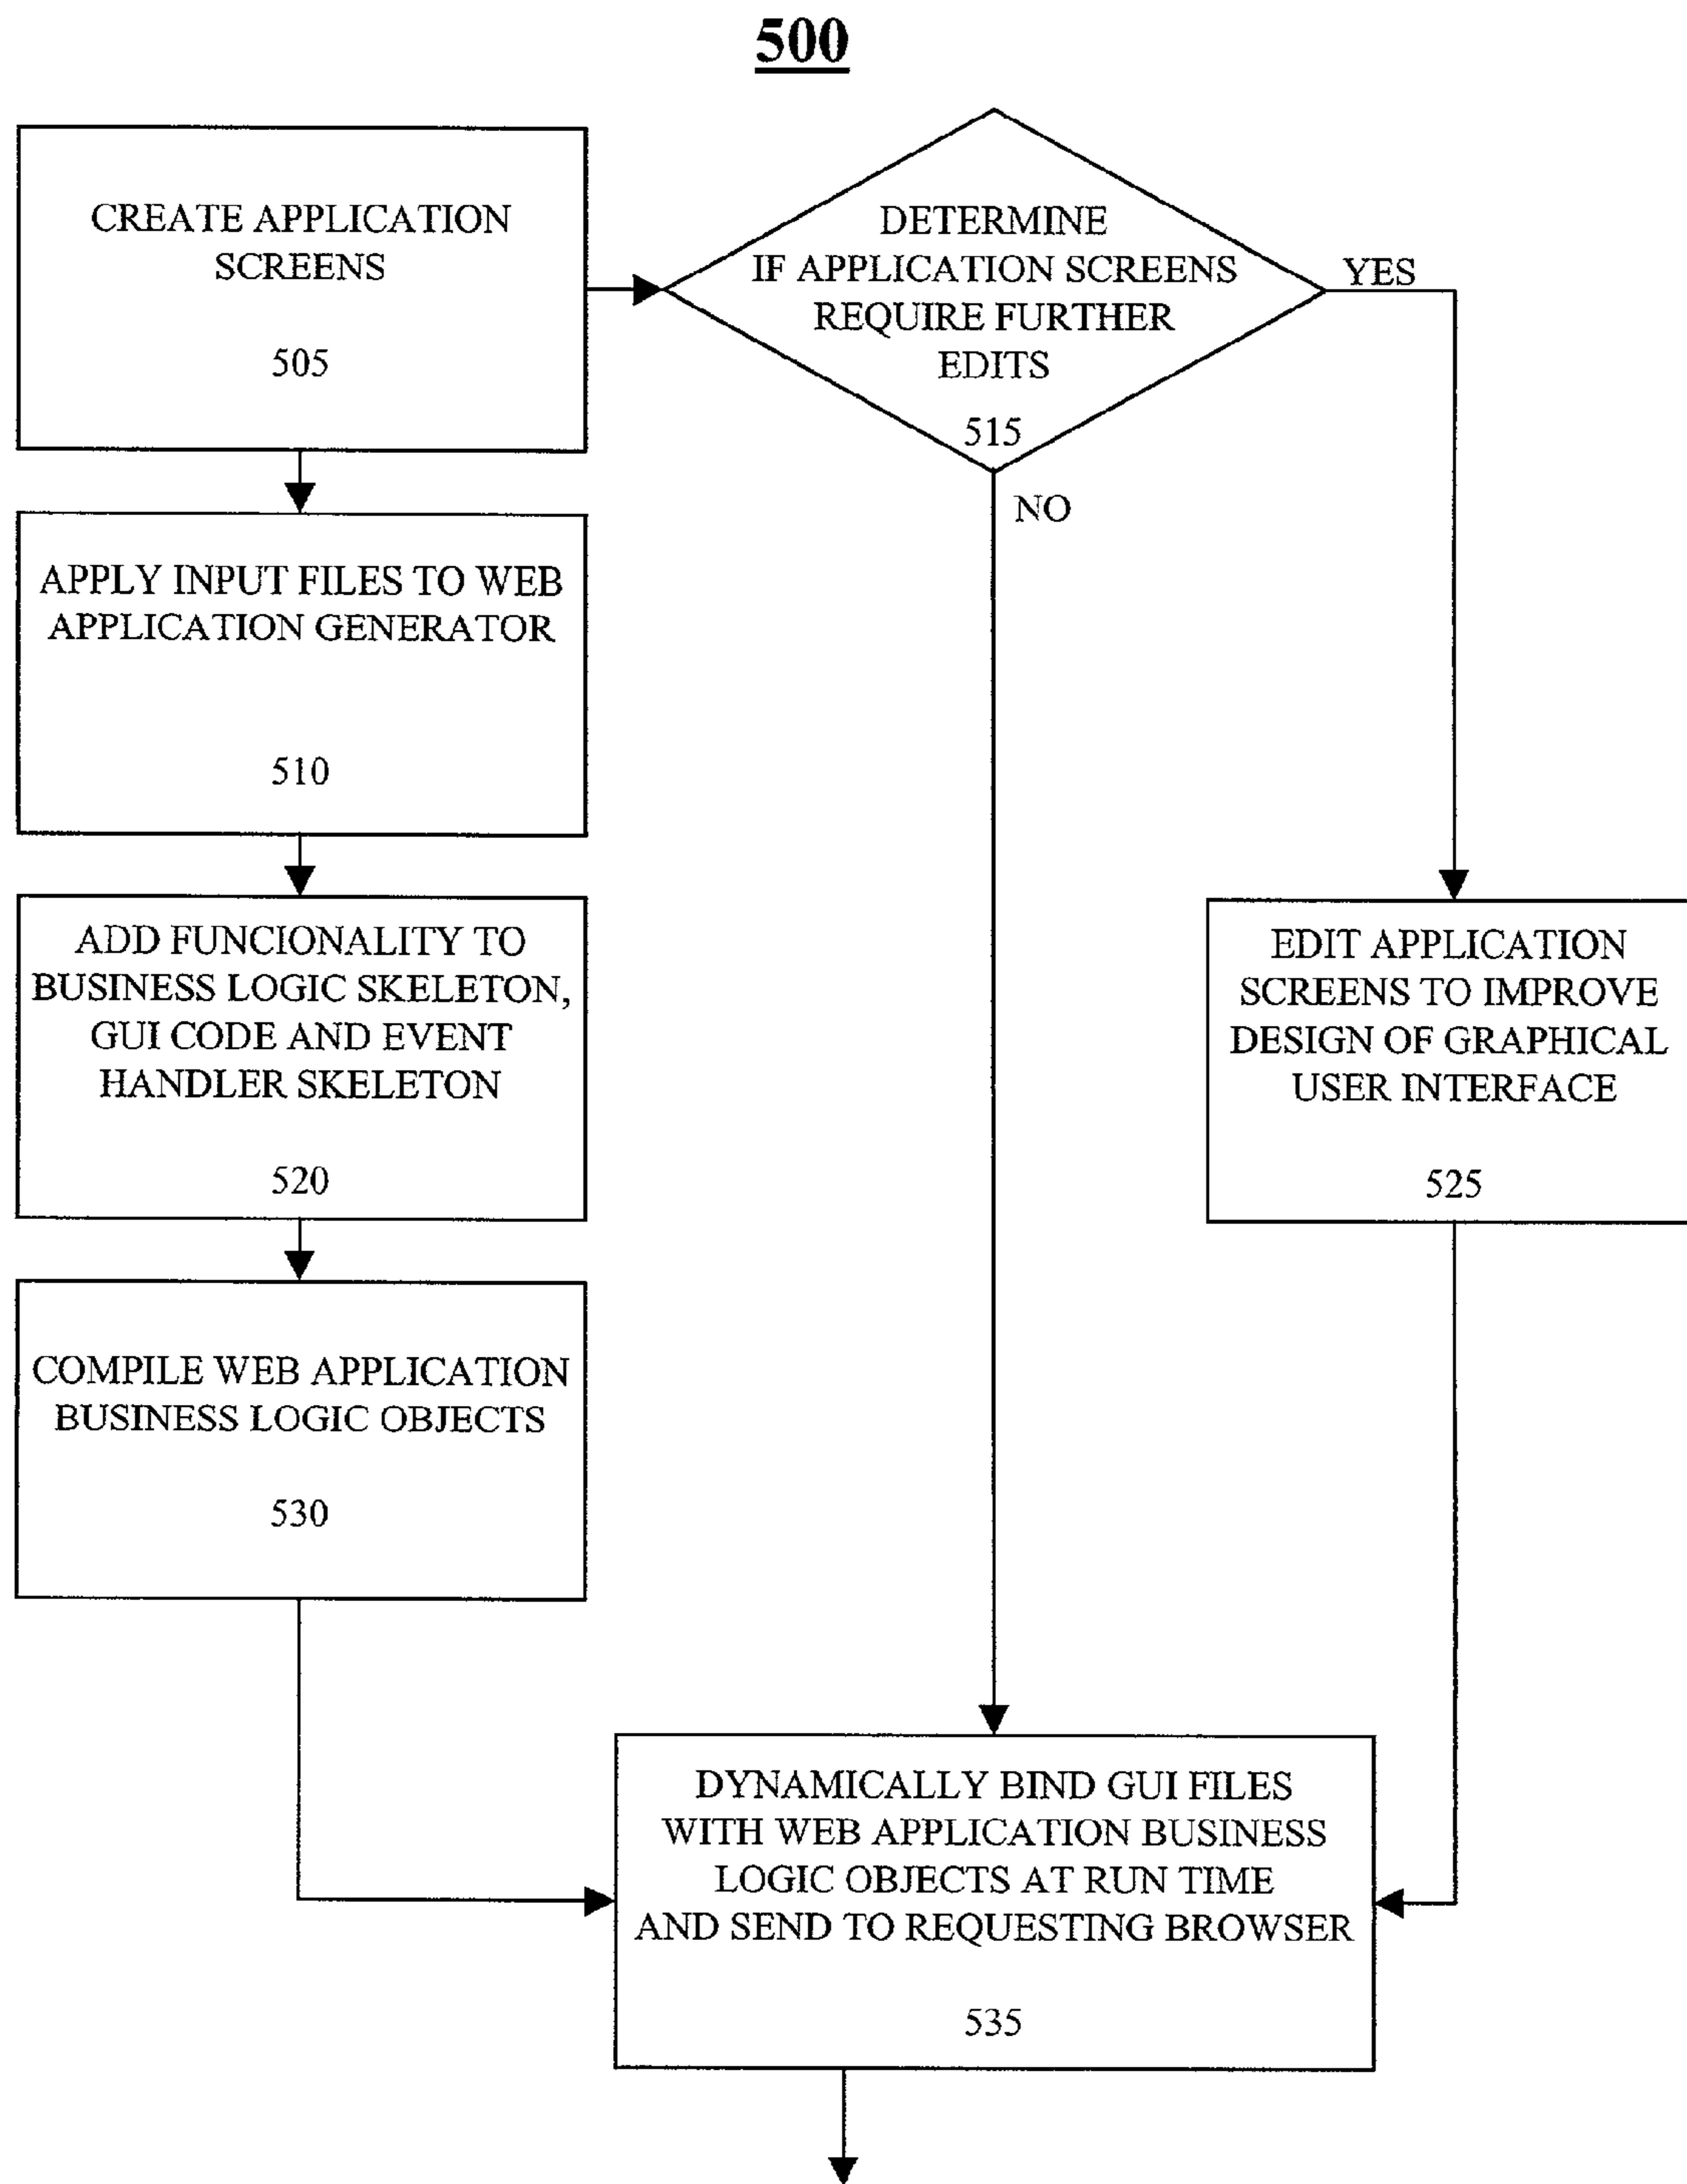 500
CREATE APPLICATION
SCREENS
505
DETERMINE
IF APPLICATION SCREENS
REQUIRE FURTHER
EDITS
515
YES
NO
APPLY INPUT FILES TO WEB
APPLICATION GENERATOR
510
ADD FUNCIONALITY TO
BUSINESS LOGIC SKELETON,
GUI CODE AND EVENT
HANDLER SKELETON
520
EDIT APPLICATION
SCREENS TO IMPROVE
DESIGN OF GRAPHICAL
USER INTERFACE
525
COMPILE WEB APPLICATION
BUSINESS LOGIC OBJECTS
530
DYNAMICALLY BIND GUI FILES
WITH WEB APPLICATION BUSINESS
LOGIC OBJECTS AT RUN TIME
AND SEND TO REQUESTING BROWSER
535